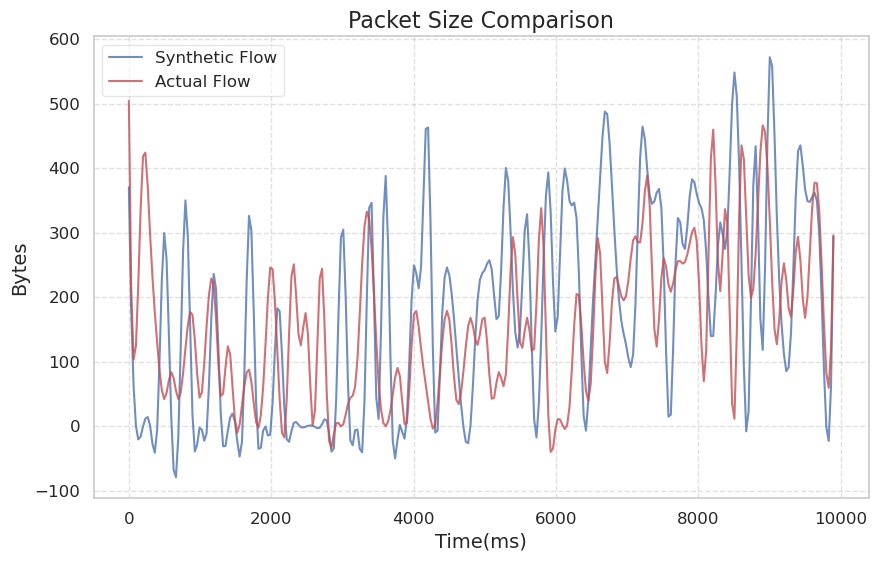 Packet Size Comparison
Synthetic Flow
Actual Flow
600
500
400
300
200
100
0
−100
Bytes
0 2000 4000 6000 8000 10000
Time(ms)